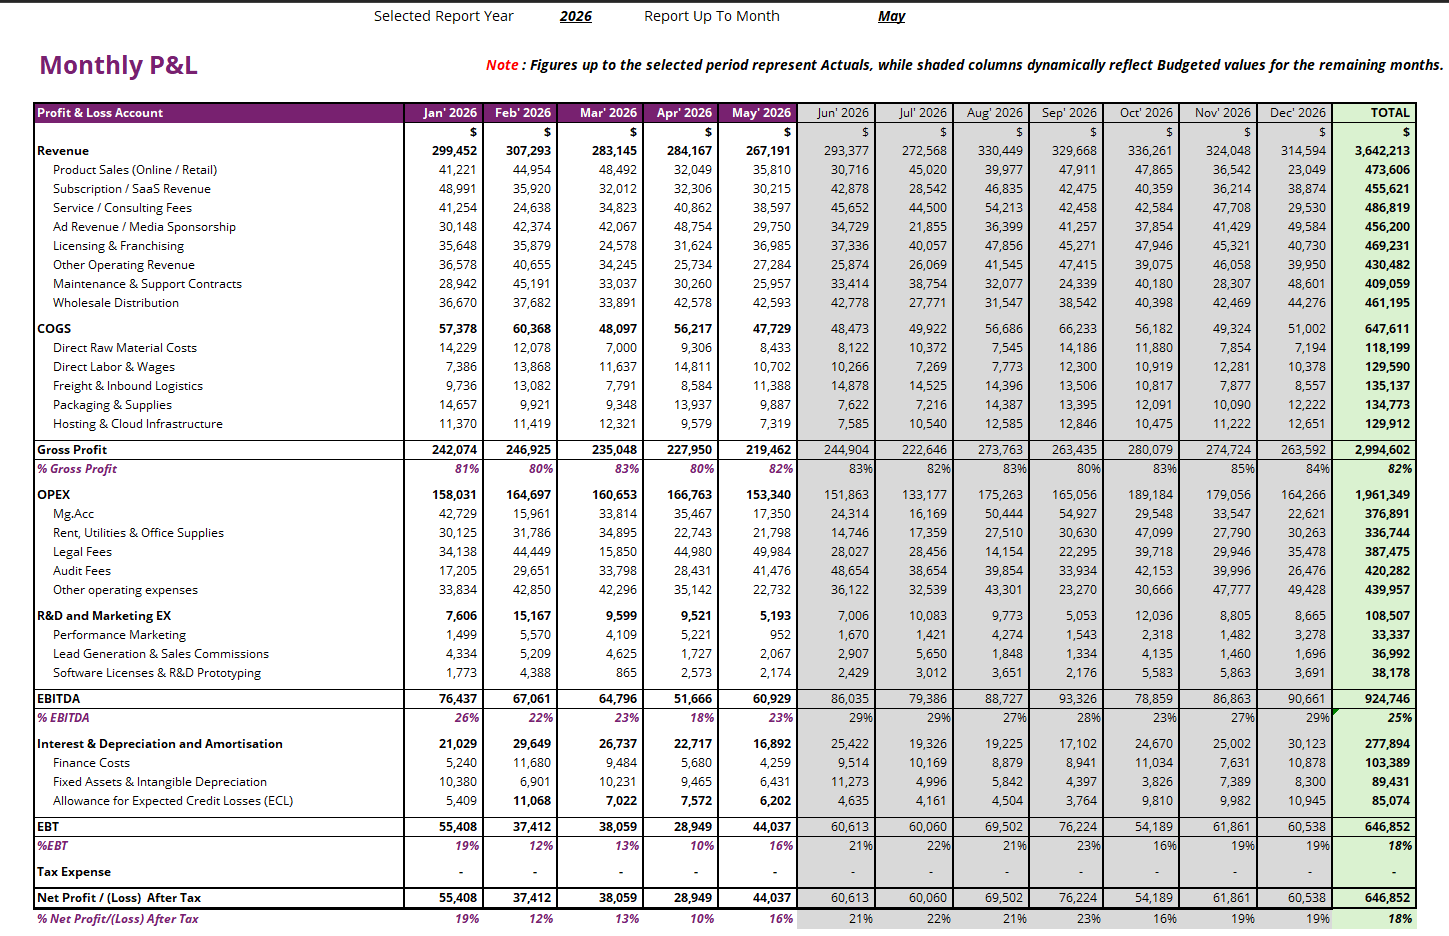 Selected Report Year 2026 Report Up To Month May
Monthly P&L Note : Figures up to the selected period represent Actuals, while shaded columns dynamically reflect Budgeted values for the remaining months.
Profit & Loss Account Jan' 2026 Feb' 2026 Mar' 2026 Apr' 2026 May' 2026 Jun' 2026 Jul' 2026 Aug' 2026 Sep' 2026 Oct' 2026 Nov' 2026 Dec' 2026 TOTAL
$ $ $ $ $ $ $ $ $ $ $ $ $
Revenue 299,452 307,293 283,145 284,167 267,191 293,377 272,568 330,449 329,668 336,261 324,048 314,594 3,642,213
Product Sales (Online / Retail) 41,221 44,954 48,492 32,049 35,810 30,716 45,020 39,977 47,911 47,865 36,542 23,049 473,606
Subscription / SaaS Revenue 48,991 35,920 32,012 32,306 30,215 42,878 28,542 46,835 42,475 40,359 36,214 38,874 455,621
Service / Consulting Fees 41,254 24,638 34,823 40,862 38,597 45,652 44,500 54,213 42,458 42,584 47,708 29,530 486,819
Ad Revenue / Media Sponsorship 30,148 42,374 42,067 48,754 29,750 34,729 21,855 36,399 41,257 37,854 41,429 49,584 456,200
Licensing & Franchising 35,648 35,879 24,578 31,624 36,985 37,336 40,057 47,856 45,271 47,946 45,321 40,730 469,231
Other Operating Revenue 36,578 40,655 34,245 25,734 27,284 25,874 26,069 41,545 47,415 39,075 46,058 39,950 430,482
Maintenance & Support Contracts 28,942 45,191 33,037 30,260 25,957 33,414 38,754 32,077 24,339 40,180 28,307 48,601 409,059
Wholesale Distribution 36,670 37,682 33,891 42,578 42,593 42,778 27,771 31,547 38,542 40,398 42,469 44,276 461,195
COGS 57,378 60,368 48,097 56,217 47,729 48,473 49,922 56,686 66,233 56,182 49,324 51,002 647,611
Direct Raw Material Costs 14,229 12,078 7,000 9,306 8,433 8,122 10,372 7,545 14,186 11,880 7,854 7,194 118,199
Direct Labor & Wages 7,386 13,868 11,637 14,811 10,702 10,266 7,269 7,773 12,300 10,919 12,281 10,378 129,590
Freight & Inbound Logistics 9,736 13,082 7,791 8,584 11,388 14,878 14,525 14,396 13,506 10,817 7,877 8,557 135,137
Packaging & Supplies 14,657 9,921 9,348 13,937 9,887 7,622 7,216 14,387 13,395 12,091 10,090 12,222 134,773
Hosting & Cloud Infrastructure 11,370 11,419 12,321 9,579 7,319 7,585 10,540 12,585 12,846 10,475 11,222 12,651 129,912
Gross Profit 242,074 246,925 235,048 227,950 219,462 244,904 222,646 273,763 263,435 280,079 274,724 263,592 2,994,602
% Gross Profit 81% 80% 83% 80% 82% 83% 82% 83% 80% 83% 85% 84% 82%
OPEX 158,031 164,697 160,653 166,763 153,340 151,863 133,177 175,263 165,056 189,184 179,056 164,266 1,961,349
Mg.Acc 42,729 15,961 33,814 35,467 17,350 24,314 16,169 50,444 54,927 29,548 33,547 22,621 376,891
Rent, Utilities & Office Supplies 30,125 31,786 34,895 22,743 21,798 14,746 17,359 27,510 30,630 47,099 27,790 30,263 336,744
Legal Fees 34,138 44,449 15,850 44,980 49,984 28,027 28,456 14,154 22,295 39,718 29,946 35,478 387,475
Audit Fees 17,205 29,651 33,798 28,431 41,476 48,654 38,654 39,854 33,934 42,153 39,996 26,476 420,282
Other operating expenses 33,834 42,850 42,296 35,142 22,732 36,122 32,539 43,301 23,270 30,666 47,777 49,428 439,957
R&D and Marketing EX 7,606 15,167 9,599 9,521 5,193 7,006 10,083 9,773 5,053 12,036 8,805 8,665 108,507
Performance Marketing 1,499 5,570 4,109 5,221 952 1,670 1,421 4,274 1,543 2,318 1,482 3,278 33,337
Lead Generation & Sales Commissions 4,334 5,209 4,625 1,727 2,067 2,907 5,650 1,848 1,334 4,135 1,460 1,696 36,992
Software Licenses & R&D Prototyping 1,773 4,388 865 2,573 2,174 2,429 3,012 3,651 2,176 5,583 5,863 3,691 38,178
EBITDA 76,437 67,061 64,796 51,666 60,929 86,035 79,386 88,727 93,326 78,859 86,863 90,661 924,746
% EBITDA 26% 22% 23% 18% 23% 29% 29% 27% 28% 23% 27% 29% 25%
Interest & Depreciation and Amortisation 21,029 29,649 26,737 22,717 16,892 25,422 19,326 19,225 17,102 24,670 25,002 30,123 277,894
Finance Costs 5,240 11,680 9,484 5,680 4,259 9,514 10,169 8,879 8,941 11,034 7,631 10,878 103,389
Fixed Assets & Intangible Depreciation 10,380 6,901 10,231 9,465 6,431 11,273 4,996 5,842 4,397 3,826 7,389 8,300 89,431
Allowance for Expected Credit Losses (ECL) 5,409 11,068 7,022 7,572 6,202 4,635 4,161 4,504 3,764 9,810 9,982 10,945 85,074
EBT 55,408 37,412 38,059 28,949 44,037 60,613 60,060 69,502 76,224 54,189 61,861 60,538 646,852
%EBT 19% 12% 13% 10% 16% 21% 22% 21% 23% 16% 19% 19% 18%
Tax Expense - - - - - - - - - - - - -
Net Profit / (Loss) After Tax 55,408 37,412 38,059 28,949 44,037 60,613 60,060 69,502 76,224 54,189 61,861 60,538 646,852
% Net Profit/(Loss) After Tax 19% 12% 13% 10% 16% 21% 22% 21% 23% 16% 19% 19% 18%